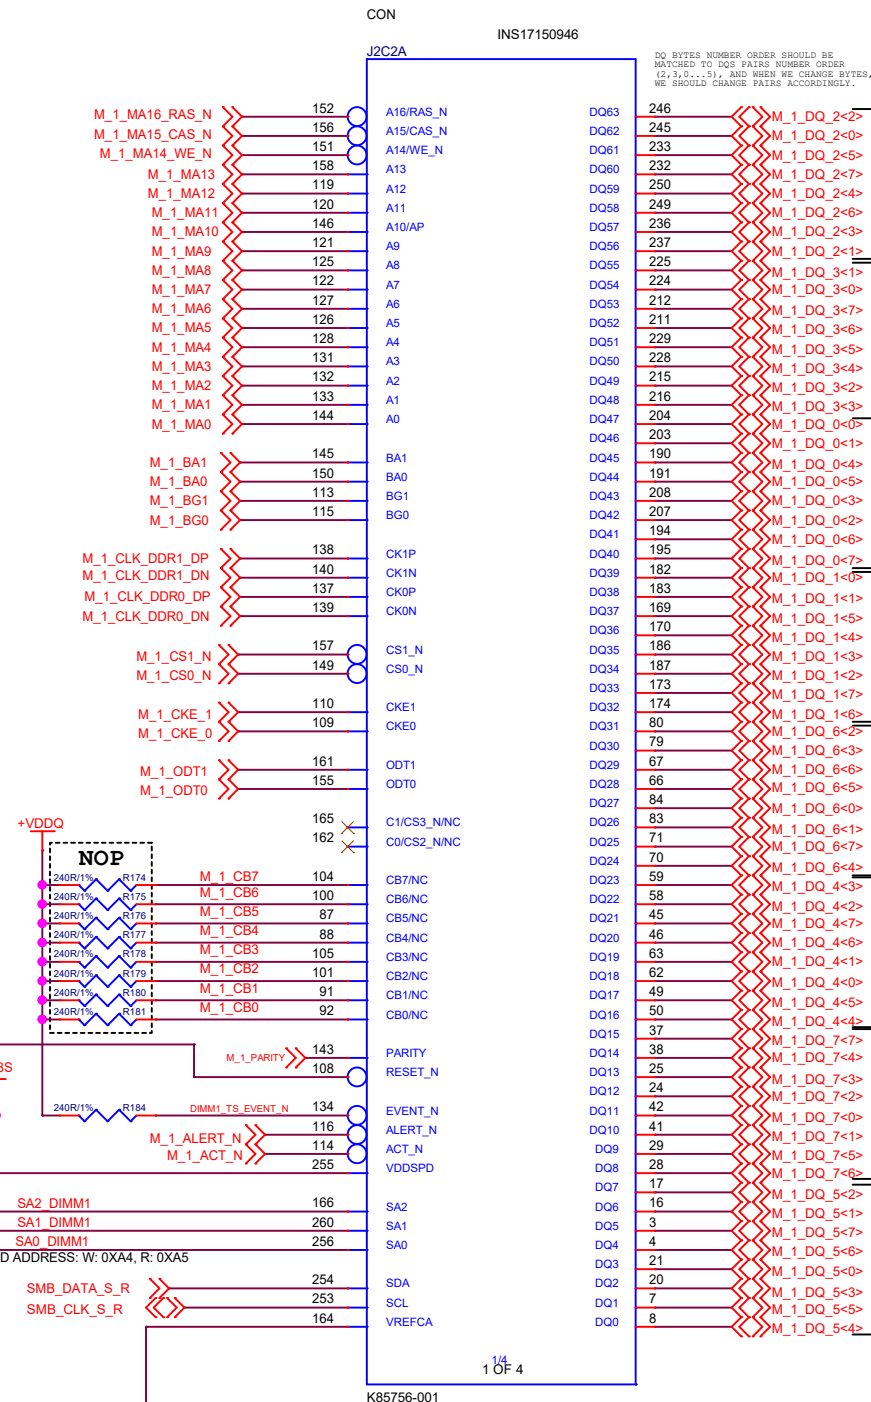 CON
INS17150946
J2C2A
DQ BYTES NUMBER ORDER SHOULD BE
MATCHED TO DQS PAIRS NUMBER ORDER
(2,3,0...5), AND WHEN WE CHANGE BYTES,
WE SHOULD CHANGE PAIRS ACCORDINGLY.
M_1_MA16_RAS_N 152 A16/RAS_N DQ63 246 M_1_DQ_2<2>
M_1_MA15_CAS_N 156 A15/CAS_N DQ62 245 M_1_DQ_2<0>
M_1_MA14_WE_N 151 A14/WE_N DQ61 233 M_1_DQ_2<5>
M_1_MA13 158 A13 DQ60 232 M_1_DQ_2<7>
M_1_MA12 119 A12 DQ59 250 M_1_DQ_2<4>
M_1_MA11 120 A11 DQ58 249 M_1_DQ_2<6>
M_1_MA10 146 A10/AP DQ57 236 M_1_DQ_2<3>
M_1_MA9 121 A9 DQ56 237 M_1_DQ_2<1>
M_1_MA8 125 A8 DQ55 225 M_1_DQ_3<1>
M_1_MA7 122 A7 DQ54 224 M_1_DQ_3<0>
M_1_MA6 127 A6 DQ53 212 M_1_DQ_3<7>
M_1_MA5 126 A5 DQ52 211 M_1_DQ_3<6>
M_1_MA4 128 A4 DQ51 229 M_1_DQ_3<5>
M_1_MA3 131 A3 DQ50 228 M_1_DQ_3<4>
M_1_MA2 132 A2 DQ49 215 M_1_DQ_3<2>
M_1_MA1 133 A1 DQ48 216 M_1_DQ_3<3>
M_1_MA0 144 A0 DQ47 204 M_1_DQ_0<0>
DQ46 203 M_1_DQ_0<1>
M_1_BA1 145 BA1 DQ45 190 M_1_DQ_0<4>
M_1_BA0 150 BA0 DQ44 191 M_1_DQ_0<5>
M_1_BG1 113 BG1 DQ43 208 M_1_DQ_0<3>
M_1_BG0 115 BG0 DQ42 207 M_1_DQ_0<2>
DQ41 194 M_1_DQ_0<6>
M_1_CLK_DDR1_DP 138 CK1P DQ40 195 M_1_DQ_0<7>
M_1_CLK_DDR1_DN 140 CK1N DQ39 182 M_1_DQ_1<0>
M_1_CLK_DDR0_DP 137 CK0P DQ38 183 M_1_DQ_1<1>
M_1_CLK_DDR0_DN 139 CK0N DQ37 169 M_1_DQ_1<5>
DQ36 170 M_1_DQ_1<4>
M_1_CS1_N 157 CS1_N DQ35 186 M_1_DQ_1<3>
M_1_CS0_N 149 CS0_N DQ34 187 M_1_DQ_1<2>
DQ33 173 M_1_DQ_1<7>
M_1_CKE_1 110 CKE1 DQ32 174 M_1_DQ_1<6>
M_1_CKE_0 109 CKE0 DQ31 80 M_1_DQ_6<2>
DQ30 79 M_1_DQ_6<3>
M_1_ODT1 161 ODT1 DQ29 67 M_1_DQ_6<6>
M_1_ODT0 155 ODT0 DQ28 66 M_1_DQ_6<5>
DQ27 84 M_1_DQ_6<0>
+VDDQ 165 C1/CS3_N/NC DQ26 83 M_1_DQ_6<1>
162 C0/CS2_N/NC DQ25 71 M_1_DQ_6<7>
NOP DQ24 70 M_1_DQ_6<4>
240R/1% R174 M_1_CB7 104 CB7/NC DQ23 59 M_1_DQ_4<3>
240R/1% R175 M_1_CB6 100 CB6/NC DQ22 58 M_1_DQ_4<2>
240R/1% R176 M_1_CB5 87 CB5/NC DQ21 45 M_1_DQ_4<7>
240R/1% R177 M_1_CB4 88 CB4/NC DQ20 46 M_1_DQ_4<6>
240R/1% R178 M_1_CB3 105 CB3/NC DQ19 63 M_1_DQ_4<1>
240R/1% R179 M_1_CB2 101 CB2/NC DQ18 62 M_1_DQ_4<0>
240R/1% R180 M_1_CB1 91 CB1/NC DQ17 49 M_1_DQ_4<5>
240R/1% R181 M_1_CB0 92 CB0/NC DQ16 50 M_1_DQ_4<4>
DQ15 37 M_1_DQ_7<7>
M_1_PARITY 143 PARITY DQ14 38 M_1_DQ_7<4>
108 RESET_N DQ13 25 M_1_DQ_7<3>
DQ12 24 M_1_DQ_7<2>
240R/1% R184 DIMM1_TS_EVENT_N 134 EVENT_N DQ11 42 M_1_DQ_7<0>
M_1_ALERT_N 116 ALERT_N DQ10 41 M_1_DQ_7<1>
M_1_ACT_N 114 ACT_N DQ9 29 M_1_DQ_7<5>
255 VDDSPD DQ8 28 M_1_DQ_7<6>
DQ7 17 M_1_DQ_5<2>
SA2_DIMM1 166 SA2 DQ6 16 M_1_DQ_5<1>
SA1_DIMM1 260 SA1 DQ5 3 M_1_DQ_5<7>
SA0_DIMM1 256 SA0 DQ4 4 M_1_DQ_5<6>
D ADDRESS: W: 0XA4, R: 0XA5 DQ3 21 M_1_DQ_5<0>
SMB_DATA_S_R 254 SDA DQ2 20 M_1_DQ_5<3>
SMB_CLK_S_R 253 SCL DQ1 7 M_1_DQ_5<5>
164 VREFCA DQ0 8 M_1_DQ_5<4>
1/4
1 OF 4
K85756-001